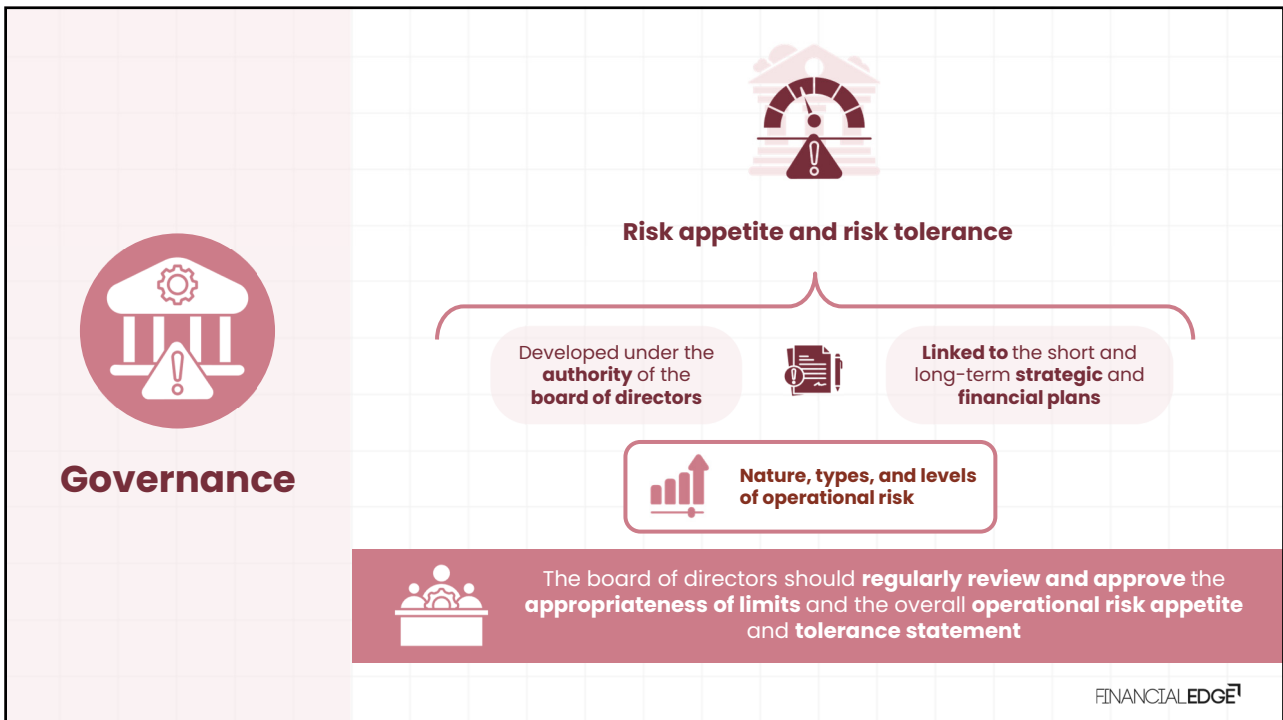 Governance
Risk appetite and risk tolerance
Developed under the
authority of the
board of directors
Linked to the short and
long-term strategic and
financial plans
Nature, types, and levels
of operational risk
The board of directors should regularly review and approve the
appropriateness of limits and the overall operational risk appetite
and tolerance statement
FINANCIALEDGE